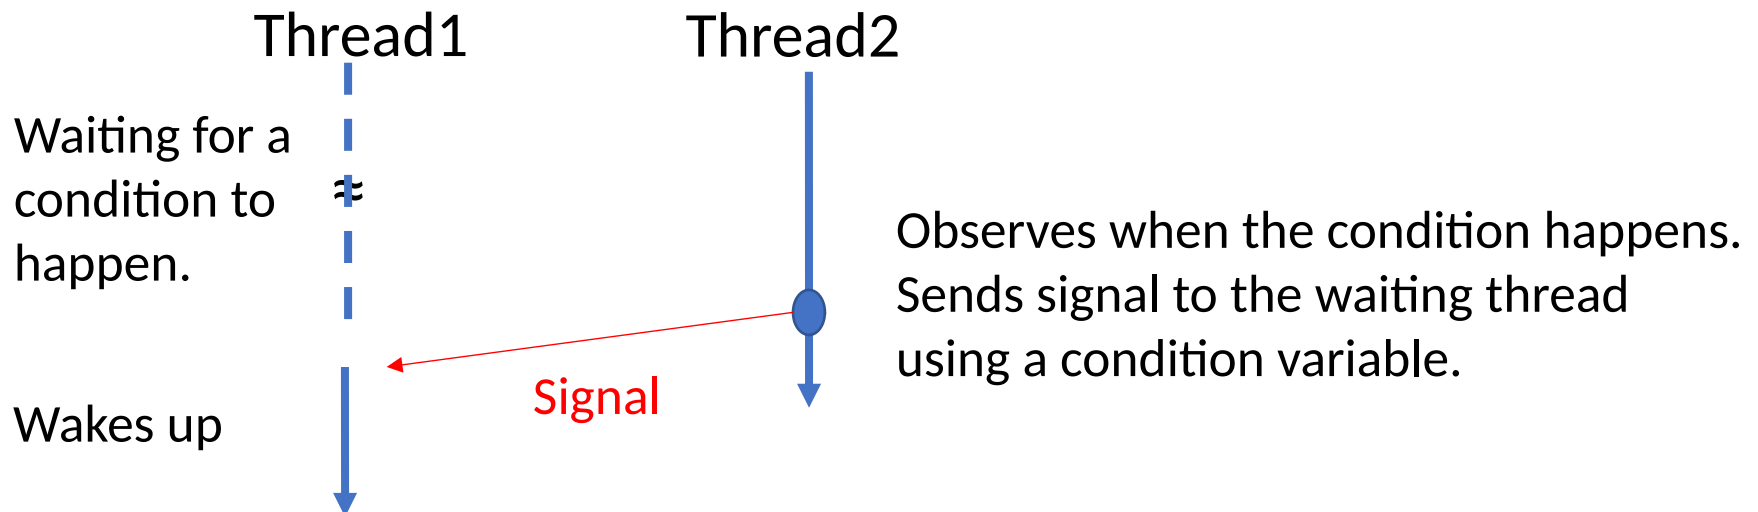 Thread1
Thread2
Waiting for a
condition to
happen.
≈
Observes when the condition happens.
Sends signal to the waiting thread
using a condition variable.
Signal
Wakes up